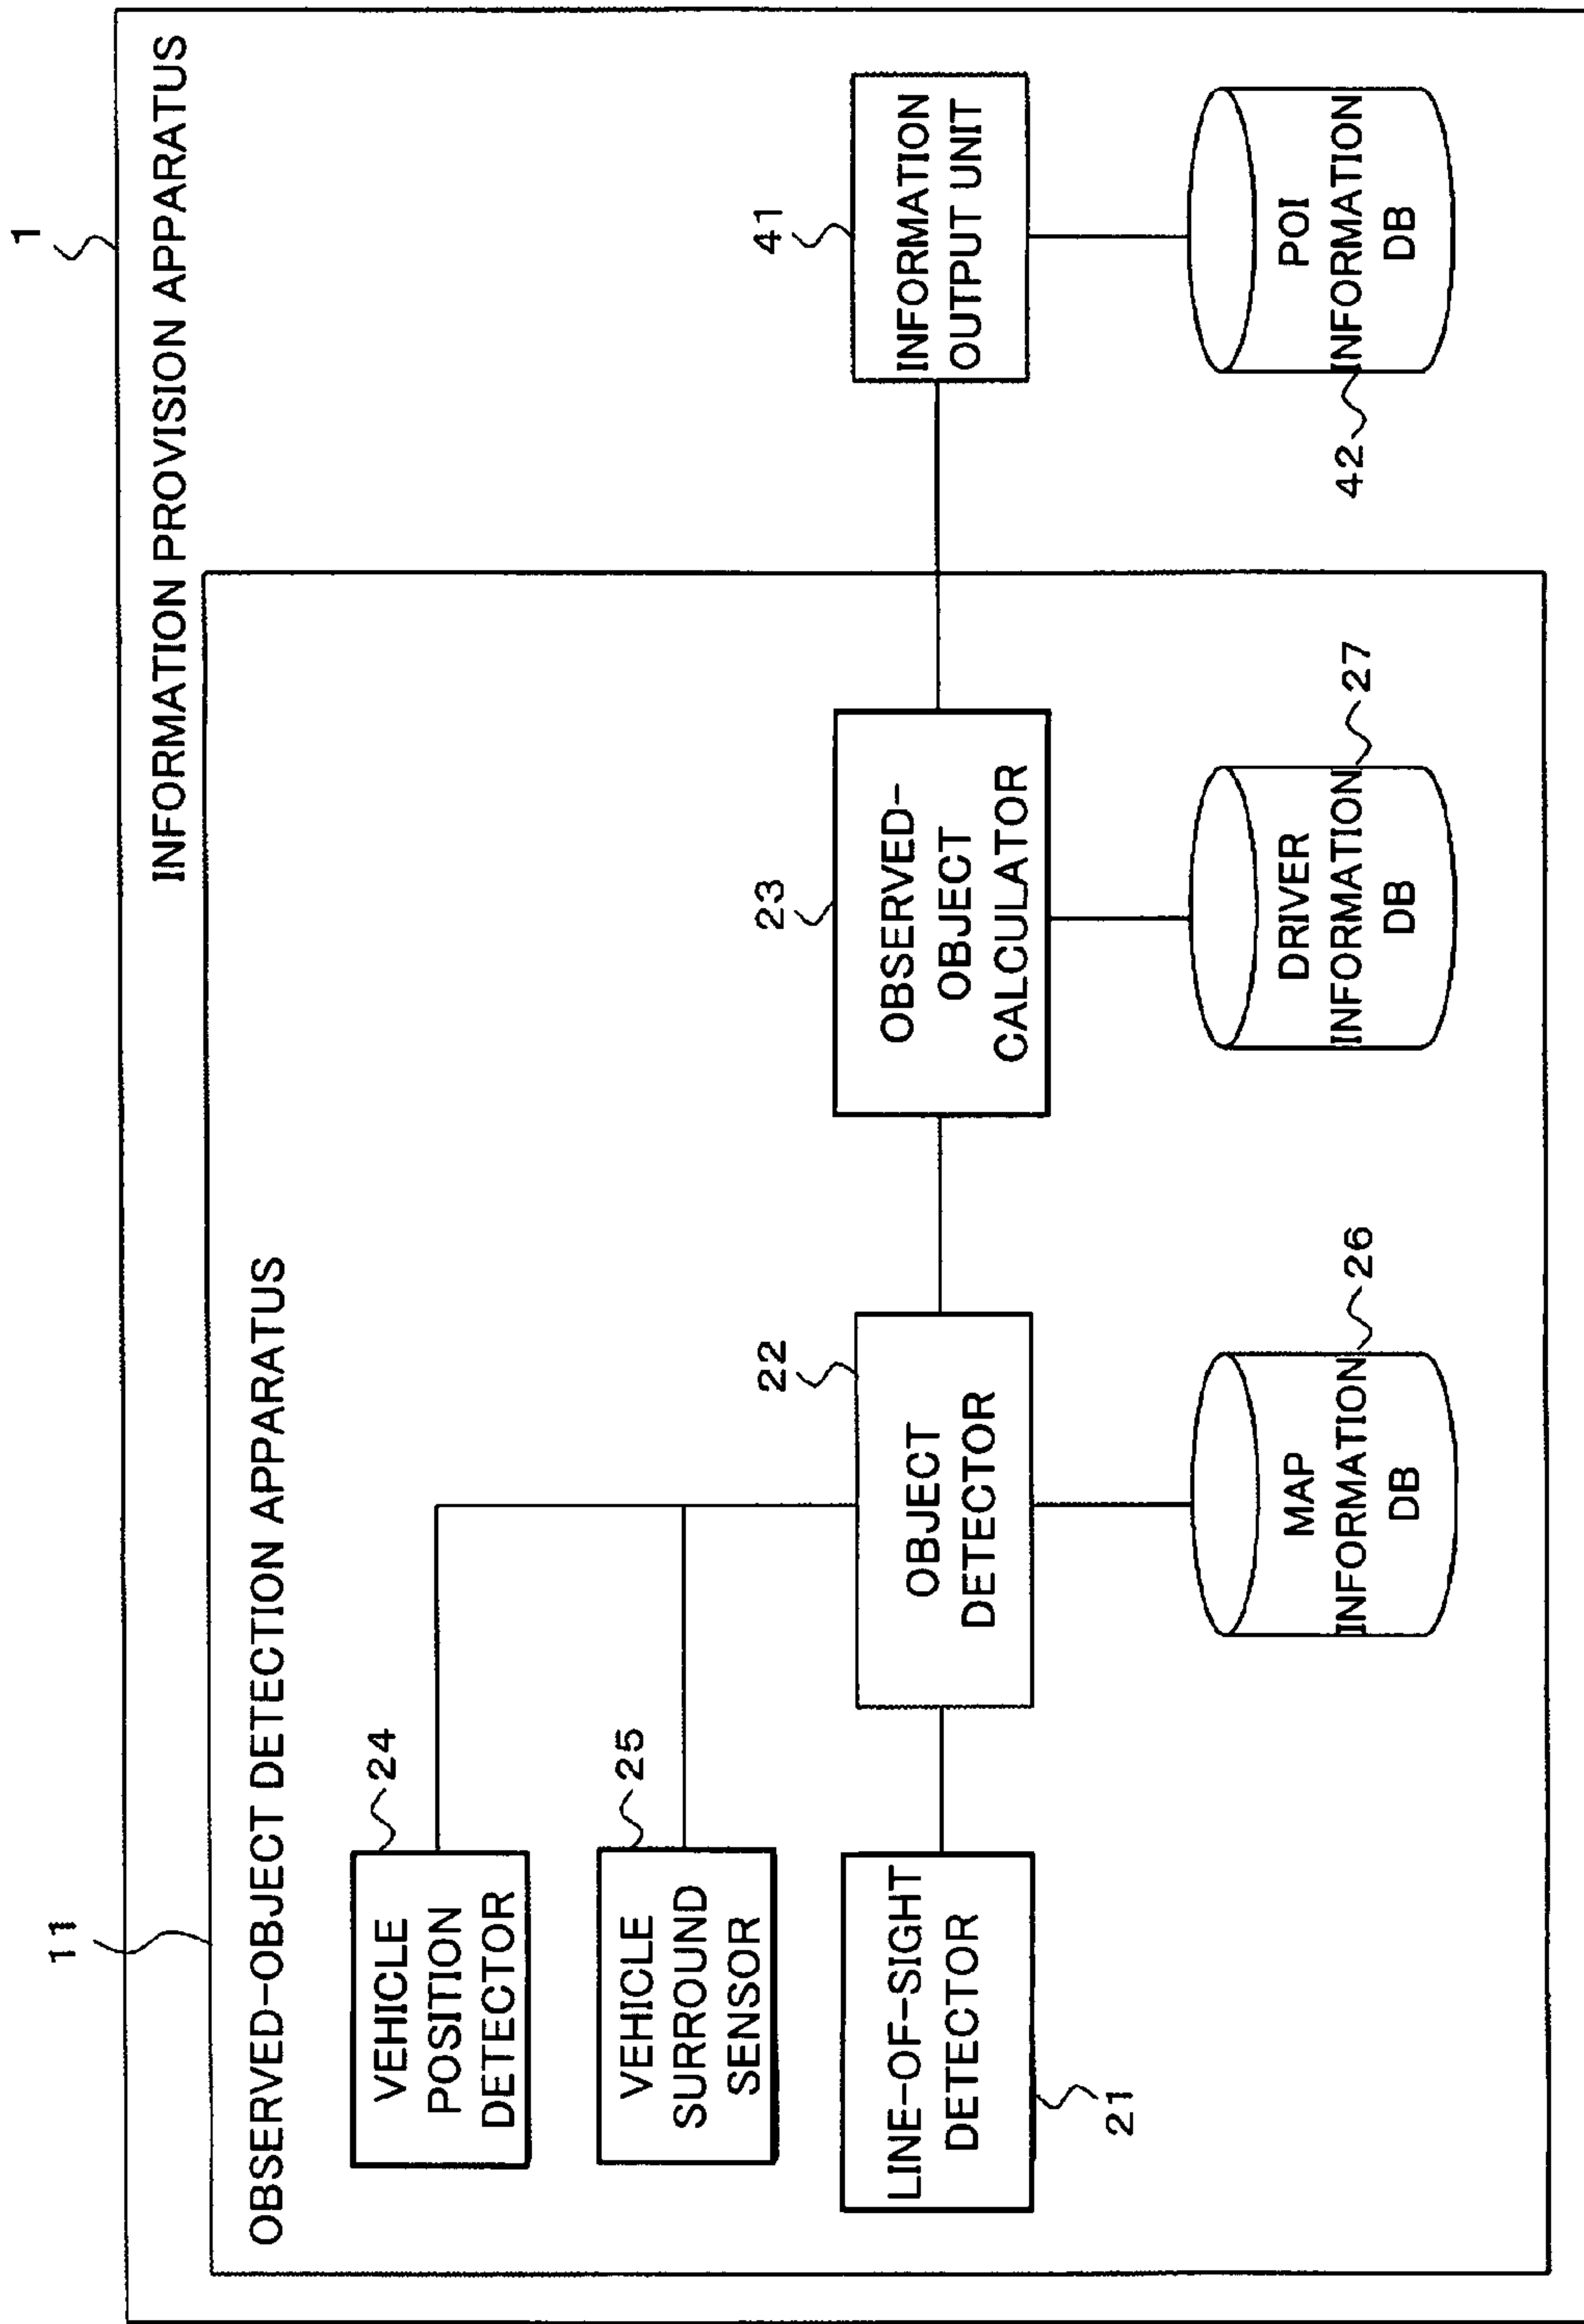 1
INFORMATION PROVISION APPARATUS
11
OBSERVED-OBJECT DETECTION APPARATUS
24
VEHICLE
POSITION
DETECTOR
25
VEHICLE
SURROUND
SENSOR
LINE-OF-SIGHT
DETECTOR
21
22
OBJECT
DETECTOR
MAP
INFORMATION
DB
26
23
OBSERVED-
OBJECT
CALCULATOR
DRIVER
INFORMATION
DB
27
41
INFORMATION
OUTPUT UNIT
POI
INFORMATION
DB
42